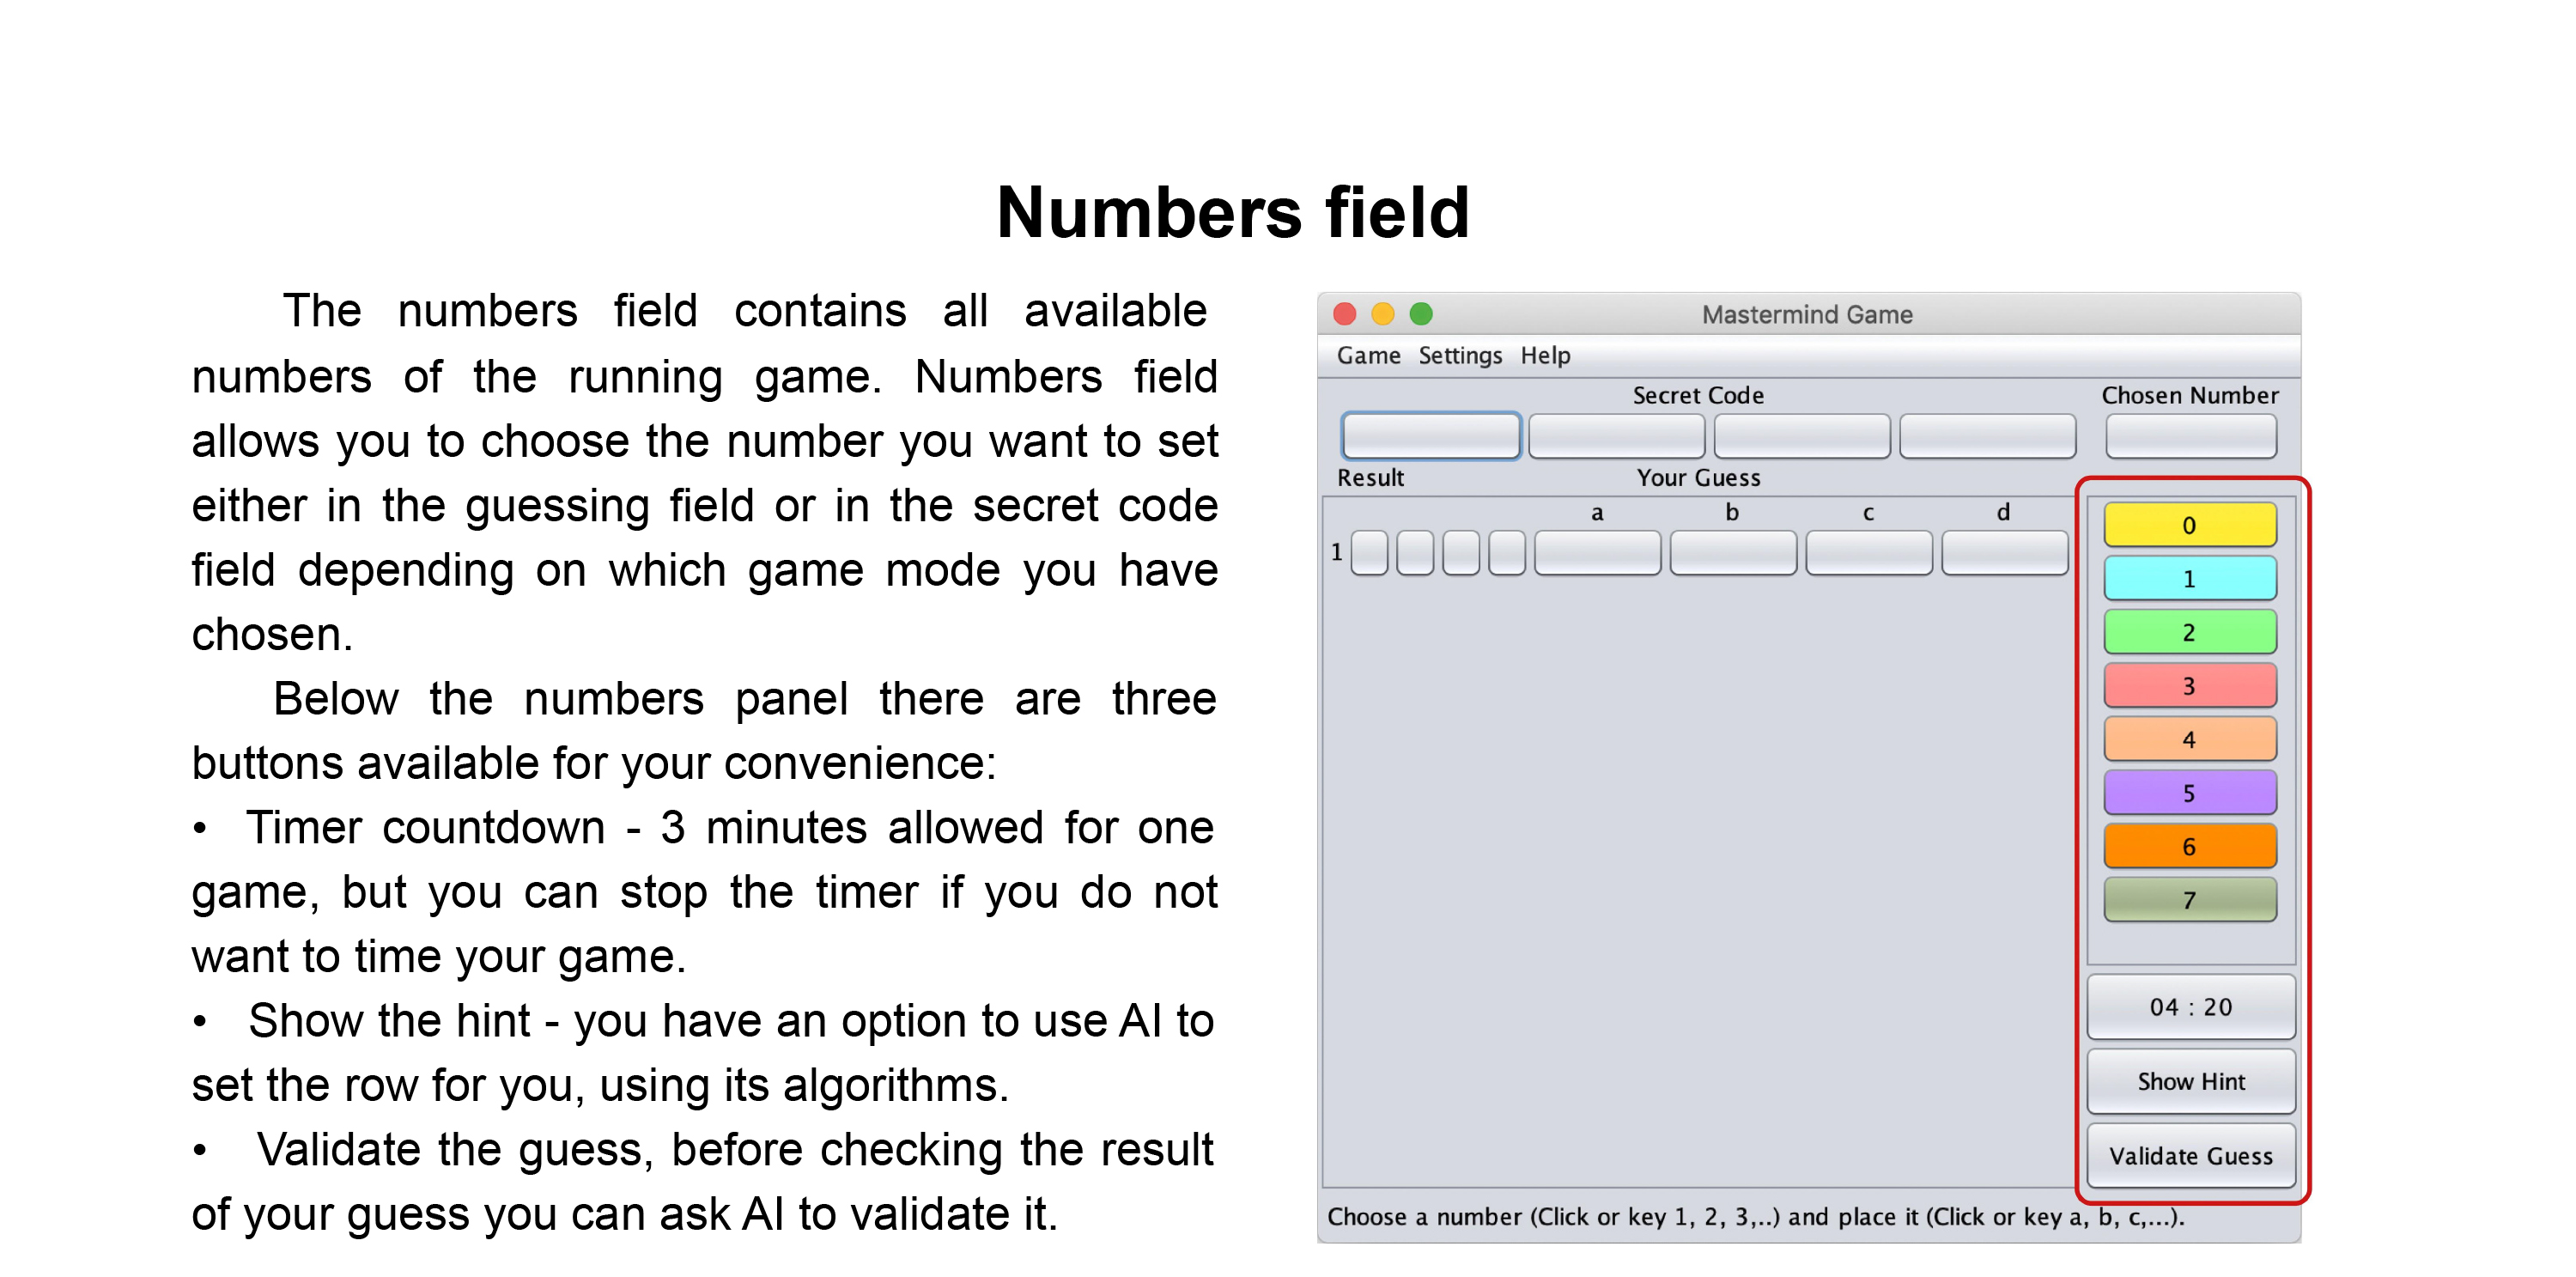 Numbers field
The numbers field contains all available
numbers of the running game. Numbers field
allows you to choose the number you want to set
either in the guessing field or in the secret code
field depending on which game mode you have
chosen.
Below the numbers panel there are three
buttons available for your convenience:
• Timer countdown - 3 minutes allowed for one
game, but you can stop the timer if you do not
want to time your game.
• Show the hint - you have an option to use AI to
set the row for you, using its algorithms.
• Validate the guess, before checking the result
of your guess you can ask AI to validate it.
Mastermind Game
Game Settings Help
Secret Code Chosen Number
Result Your Guess
a b c d
1
0
1
2
3
4
5
6
7
04 : 20
Show Hint
Validate Guess
Choose a number (Click or key 1, 2, 3,..) and place it (Click or key a, b, c,...).